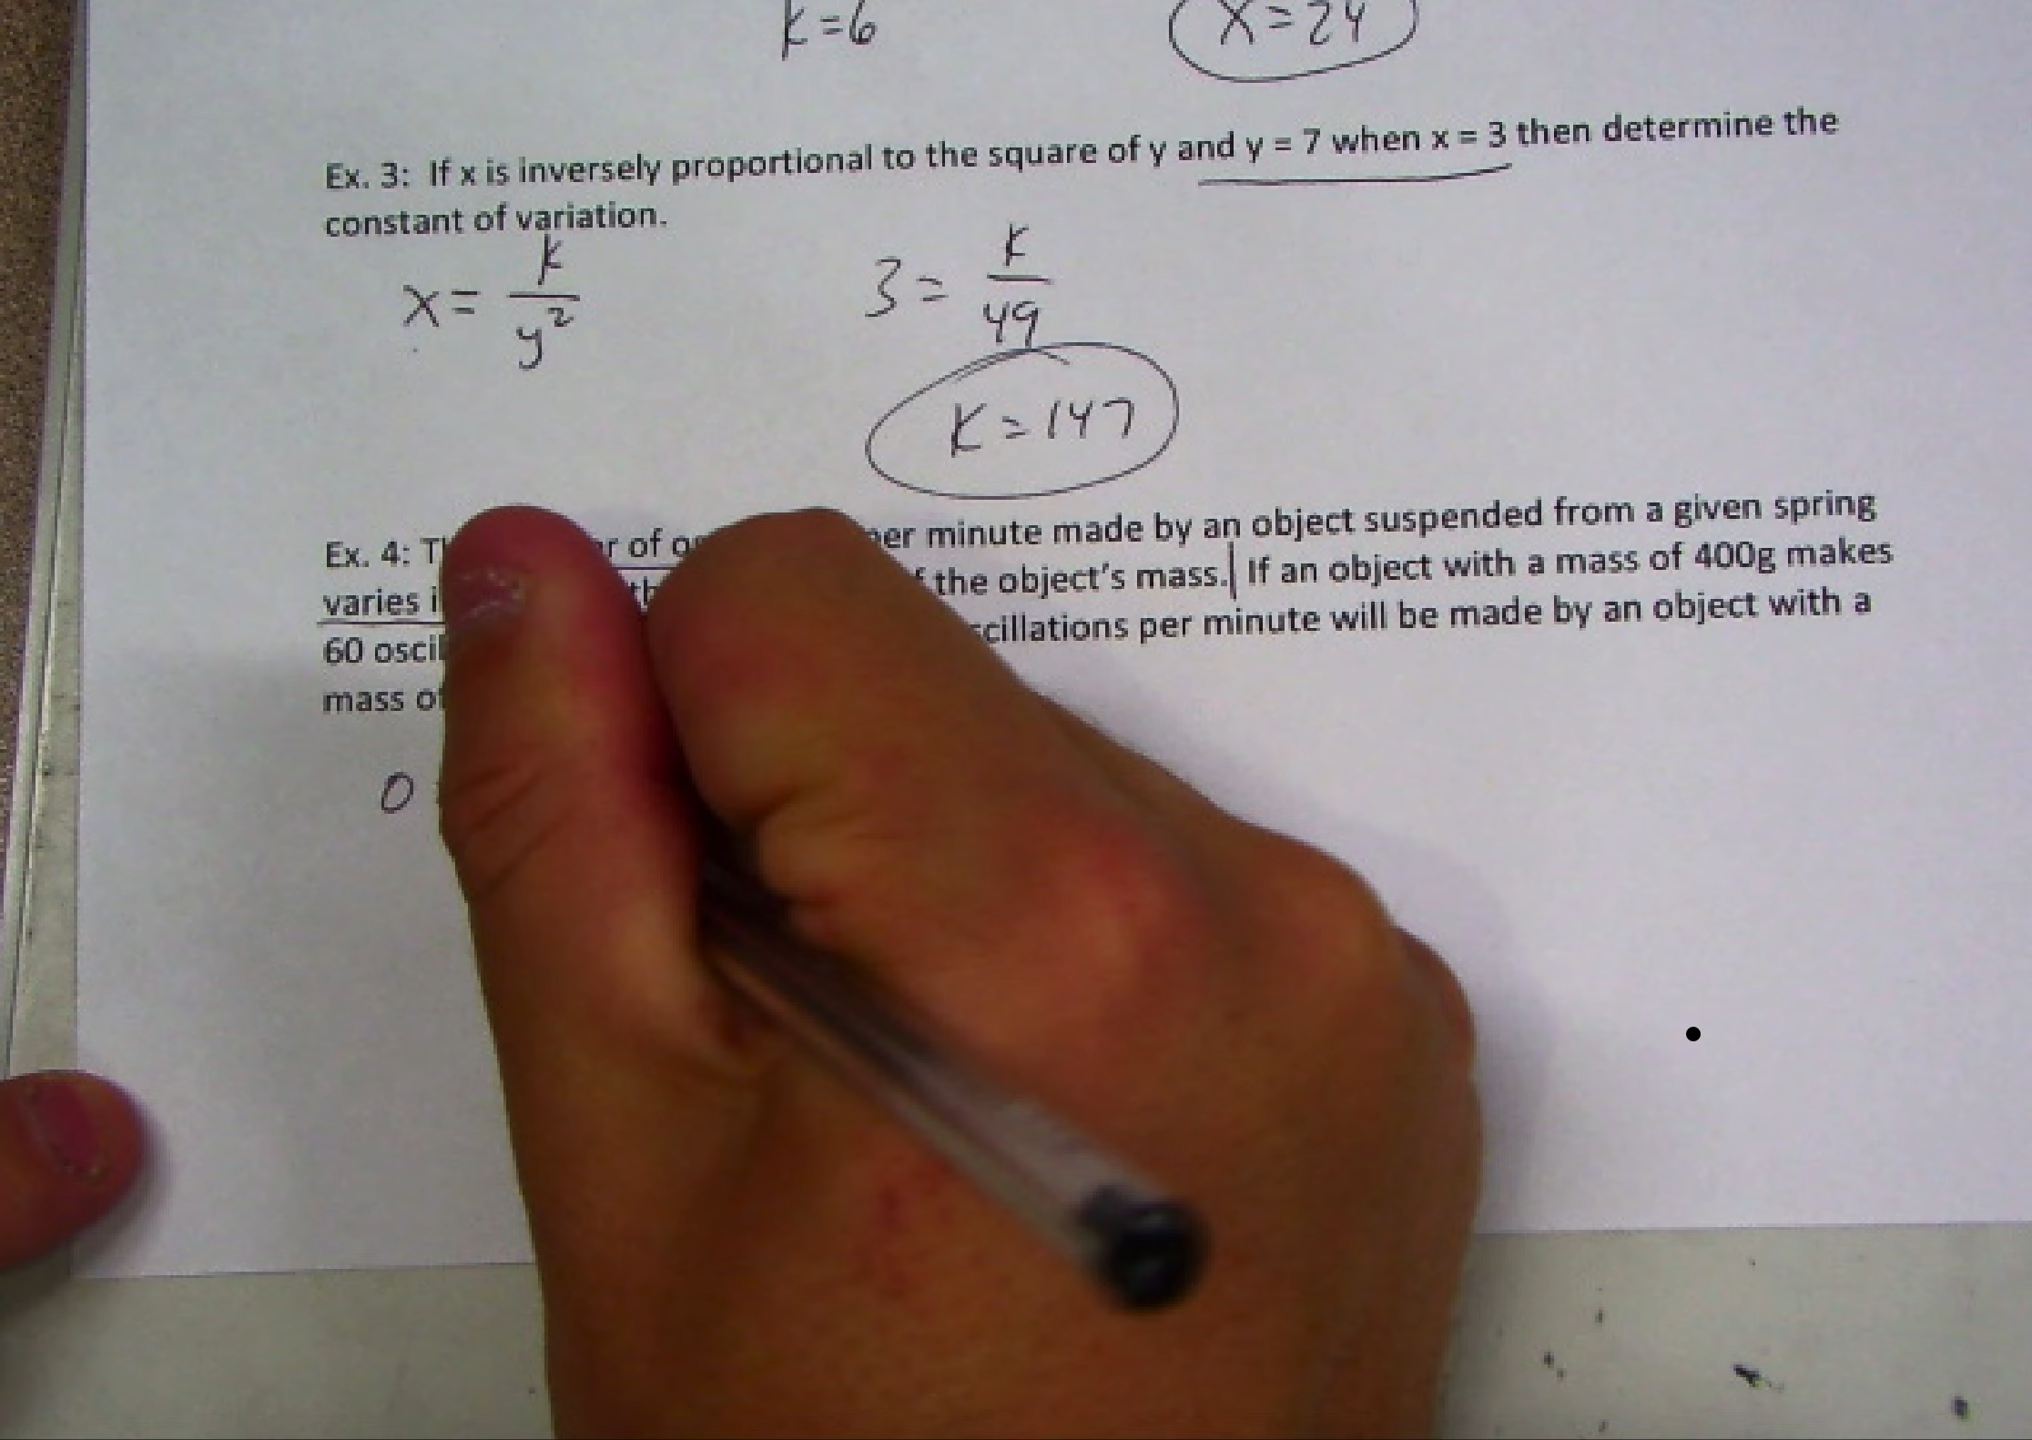 k=6
x=24
Ex. 3: If x is inversely proportional to the square of y and y = 7 when x = 3 then determine the
constant of variation.
x = k/y²
3 = k/49
K=147
Ex. 4: of per minute made by an object suspended from a given spring
varies the object's mass. If an object with a mass of 400g makes
60 per minute will be made by an object with a
mass
0